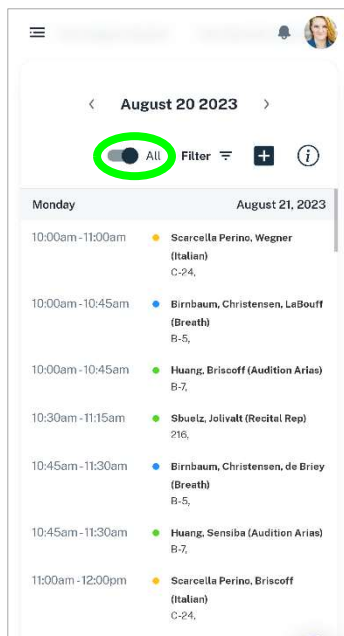 August 20 2023
All Filter
Monday August 21, 2023
10:00am-11:00am Scarcella Perino, Wegner
(Italian)
C-24,
10:00am-10:45am Birnbaum, Christensen, LaBouff
(Breath)
B-5,
10:00am-10:45am Huang, Briscoff (Audition Arias)
B-7,
10:30am-11:15am Sbuelz, Jolivalt (Recital Rep)
216,
10:45am-11:30am Birnbaum, Christensen, de Briey
(Breath)
B-5,
10:45am-11:30am Huang, Sensiba (Audition Arias)
B-7,
11:00am-12:00pm Scarcella Perino, Briscoff
(Italian)
C-24,